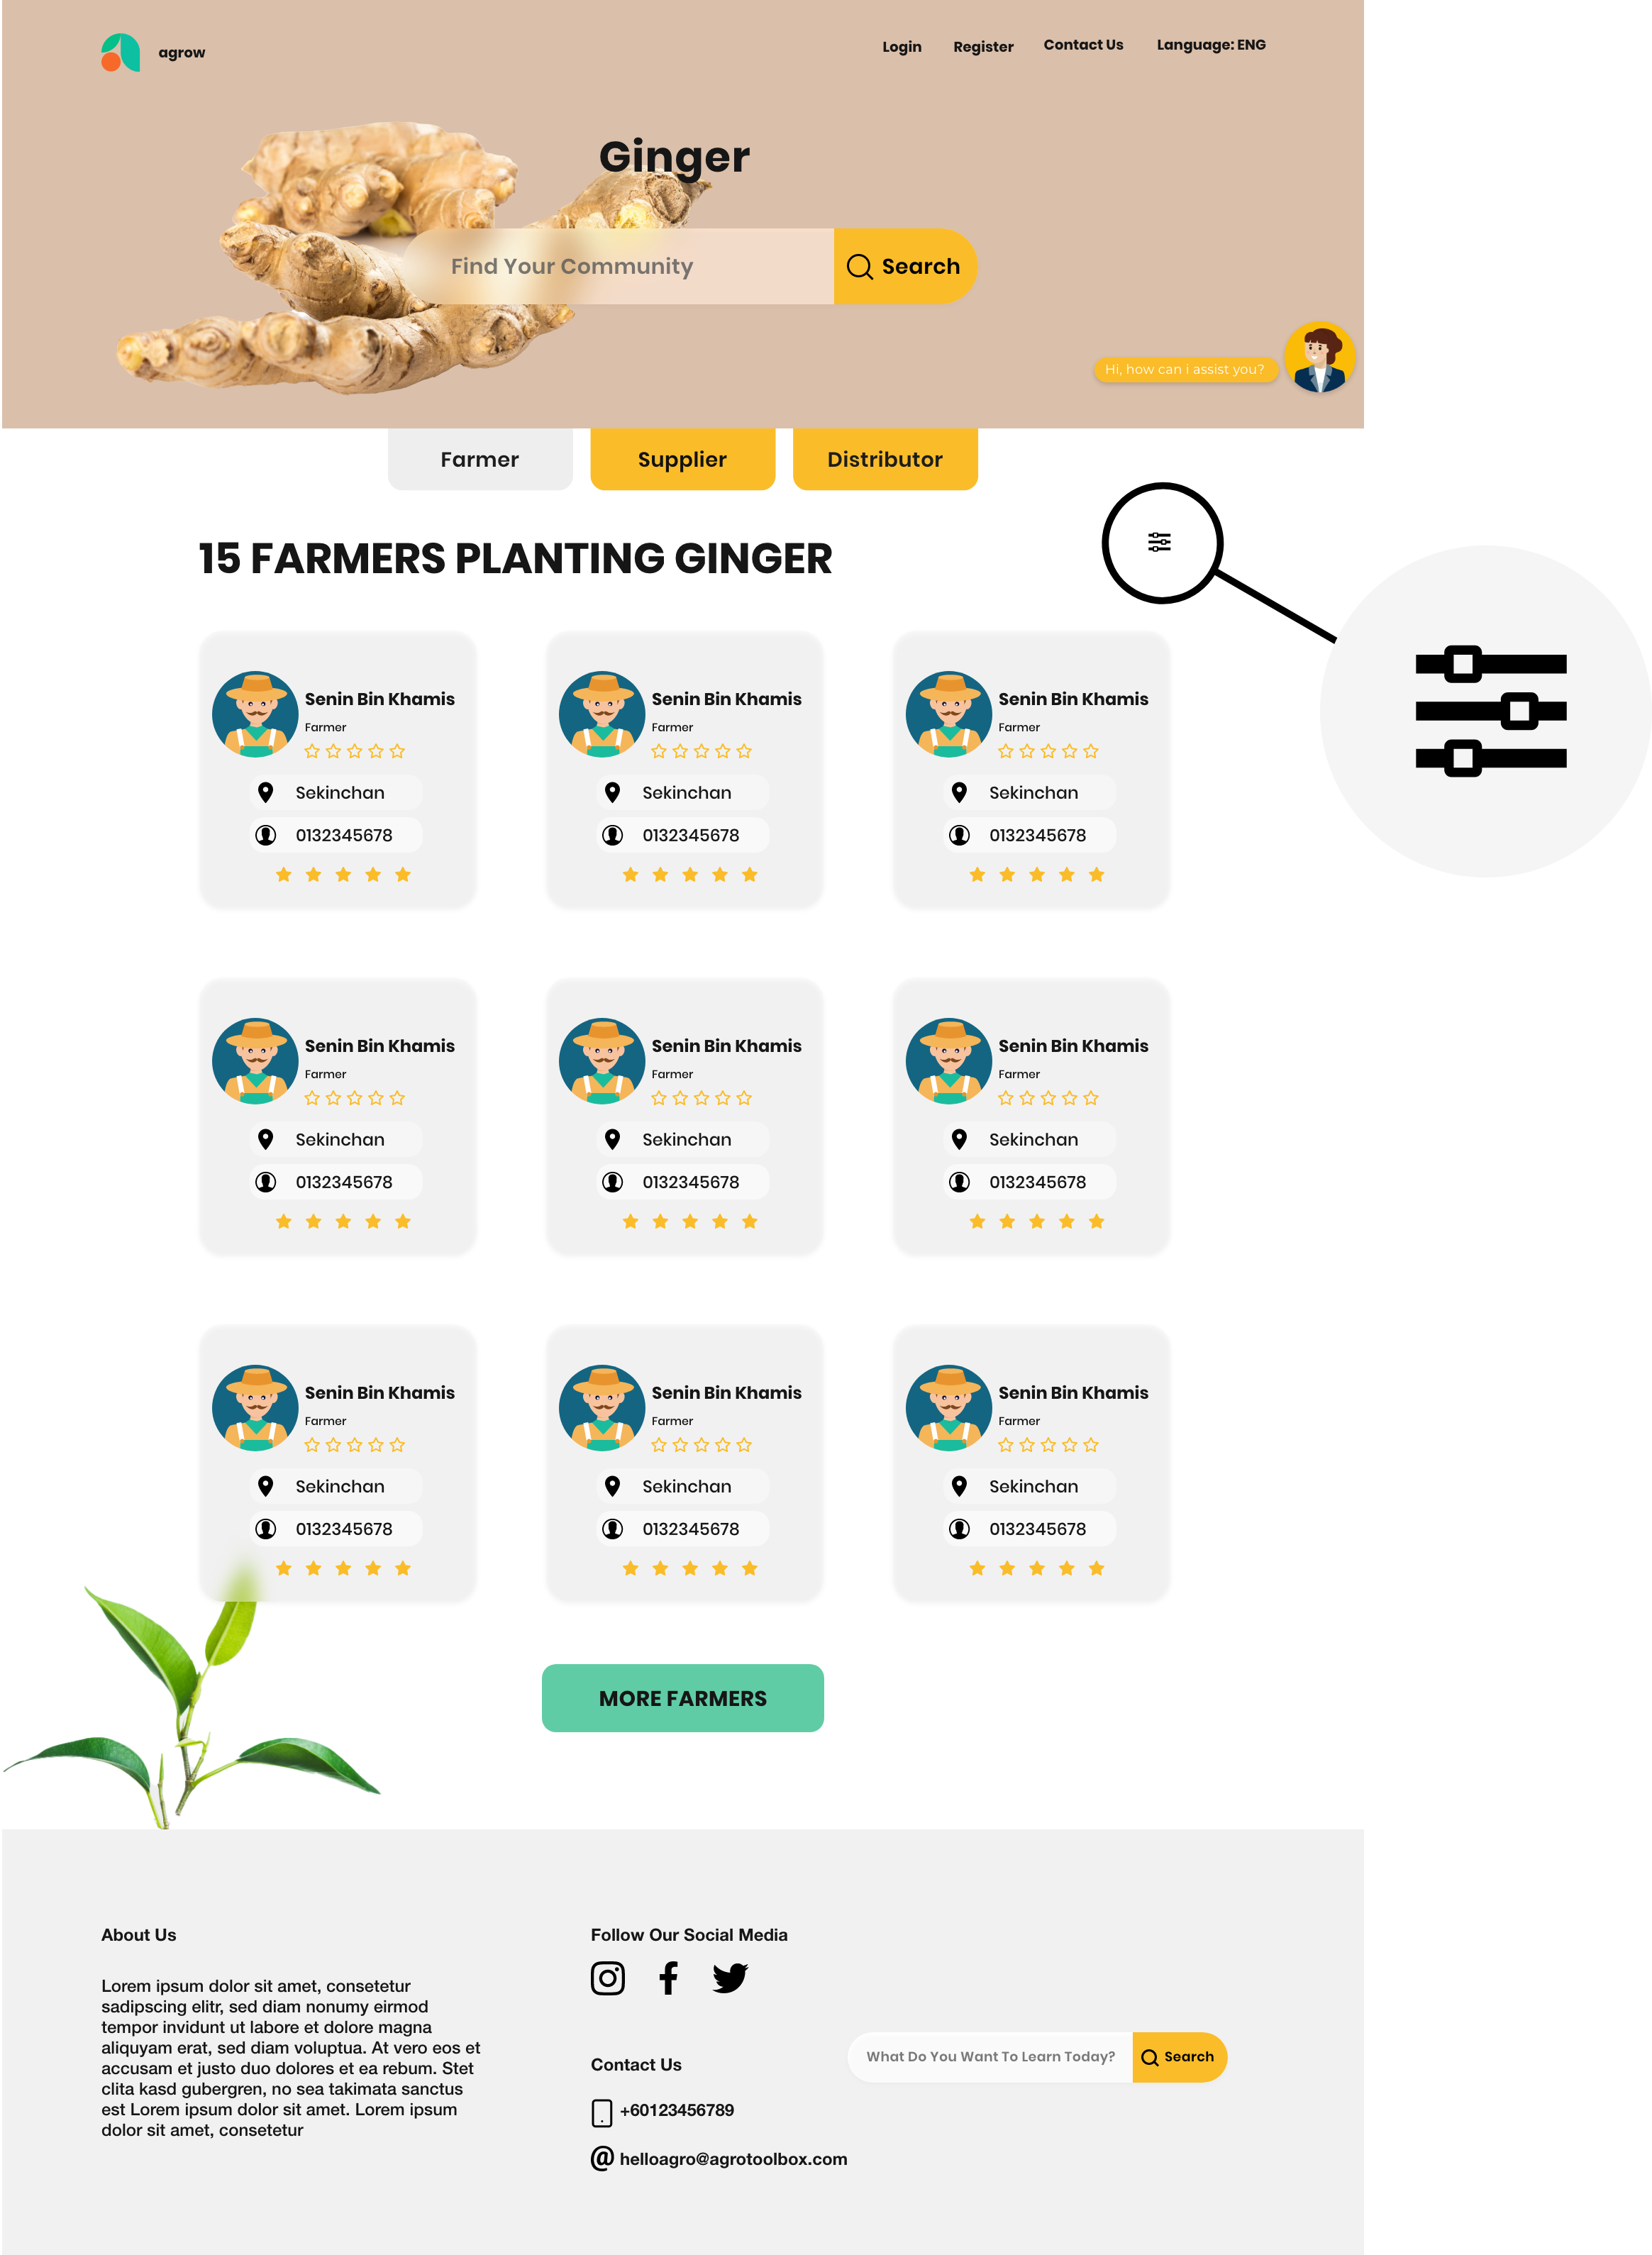 agrow
Login Register Contact Us Language: ENG
Ginger
Find Your Community
Search
Hi, how can i assist you?
Farmer Supplier Distributor
15 FARMERS PLANTING GINGER
Senin Bin Khamis
Farmer
Sekinchan
0132345678
Senin Bin Khamis
Farmer
Sekinchan
0132345678
Senin Bin Khamis
Farmer
Sekinchan
0132345678
Senin Bin Khamis
Farmer
Sekinchan
0132345678
Senin Bin Khamis
Farmer
Sekinchan
0132345678
Senin Bin Khamis
Farmer
Sekinchan
0132345678
Senin Bin Khamis
Farmer
Sekinchan
0132345678
Senin Bin Khamis
Farmer
Sekinchan
0132345678
Senin Bin Khamis
Farmer
Sekinchan
0132345678
MORE FARMERS
About Us
Lorem ipsum dolor sit amet, consetetur
sadipscing elitr, sed diam nonumy eirmod
tempor invidunt ut labore et dolore magna
aliquyam erat, sed diam voluptua. At vero eos et
accusam et justo duo dolores et ea rebum. Stet
clita kasd gubergren, no sea takimata sanctus
est Lorem ipsum dolor sit amet. Lorem ipsum
dolor sit amet, consetetur
Follow Our Social Media
Contact Us
+60123456789
@ helloagro@agrotoolbox.com
What Do You Want To Learn Today?
Search